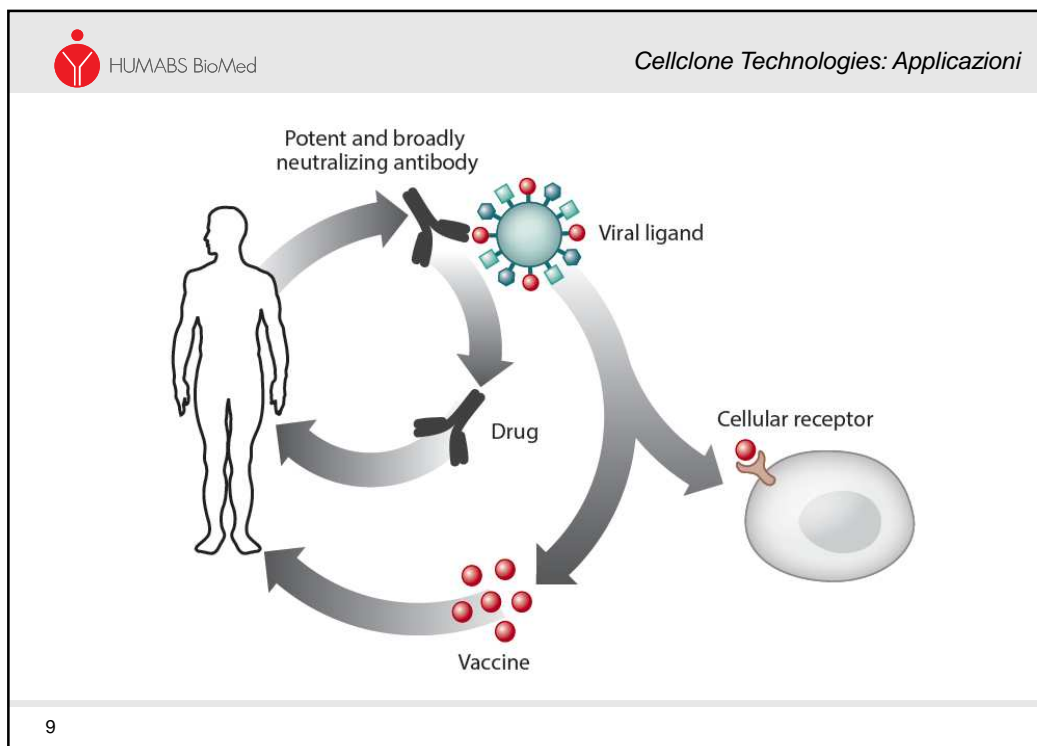 HUMABS BioMed
Cellclone Technologies: Applicazioni
Potent and broadly
neutralizing antibody
Viral ligand
Drug
Cellular receptor
Vaccine
9